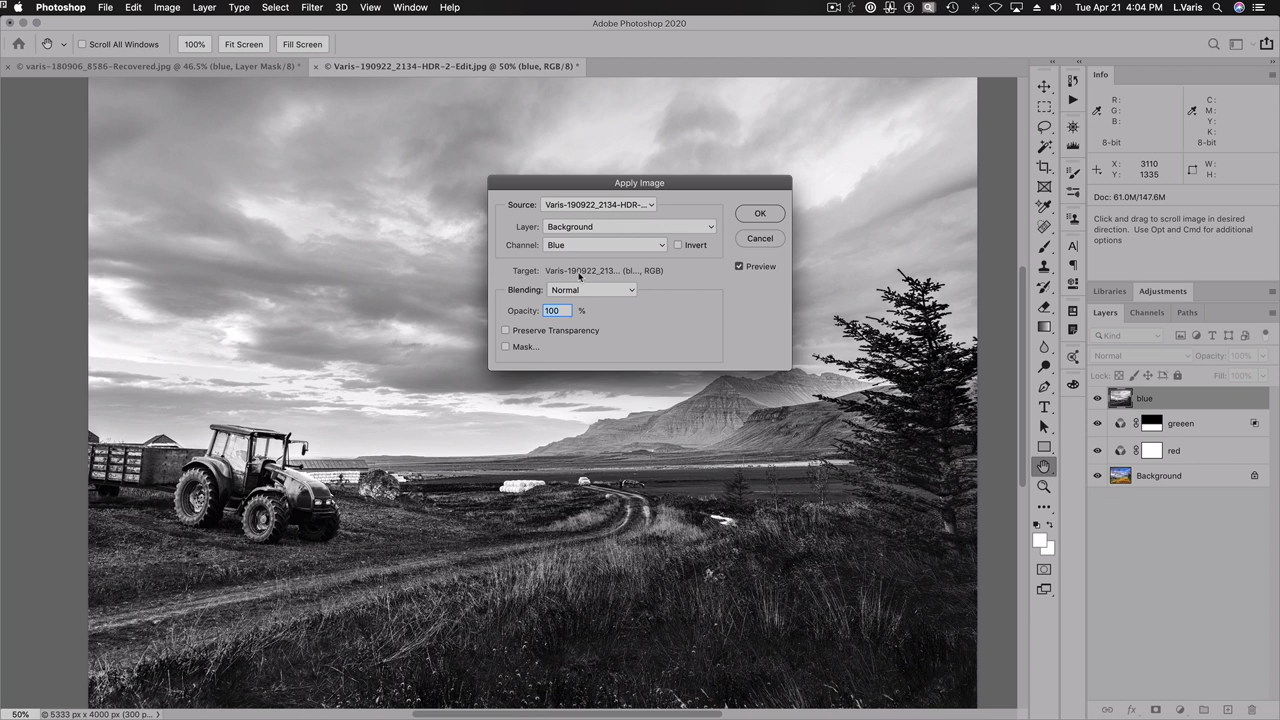 Photoshop File Edit Image Layer Type Select Filter 3D View Window Help Tue Apr 21 4:04 PM L.Varis
Adobe Photoshop 2020
Scroll All Windows 100% Fit Screen Fill Screen
× © varis-180906_8586-Recovered.jpg @ 46.5% (blue, Layer Mask/8) * × © Varis-190922_2134-HDR-2-Edit.jpg @ 50% (blue, RGB/8) *
Info
R: C:
G: M:
B: Y:
K:
8-bit 8-bit
X: 3110 W:
Y: 1335 H:
Doc: 61.0M/147.6M
Click and drag to scroll image in desired
direction. Use Opt and Cmd for additional
options
Apply Image
Source: Varis-190922_2134-HDR-...
Layer: Background
Channel: Blue Invert
Target: Varis-190922_213... (bl..., RGB)
Blending: Normal
Opacity: 100 %
Preserve Transparency
Mask...
OK
Cancel
Preview
Libraries Adjustments
Layers Channels Paths
Kind
Normal Opacity: 100%
Lock: Fill: 100%
blue
greeen
red
Background
50% © 5333 px x 4000 px (300 p...